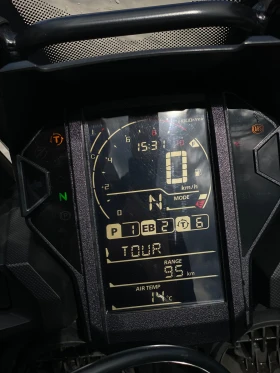 15:31
0
km/h
N
MODE
N
P 1 EB 2 T 6
TOUR
RANGE
95 km
AIR TEMP
14°C